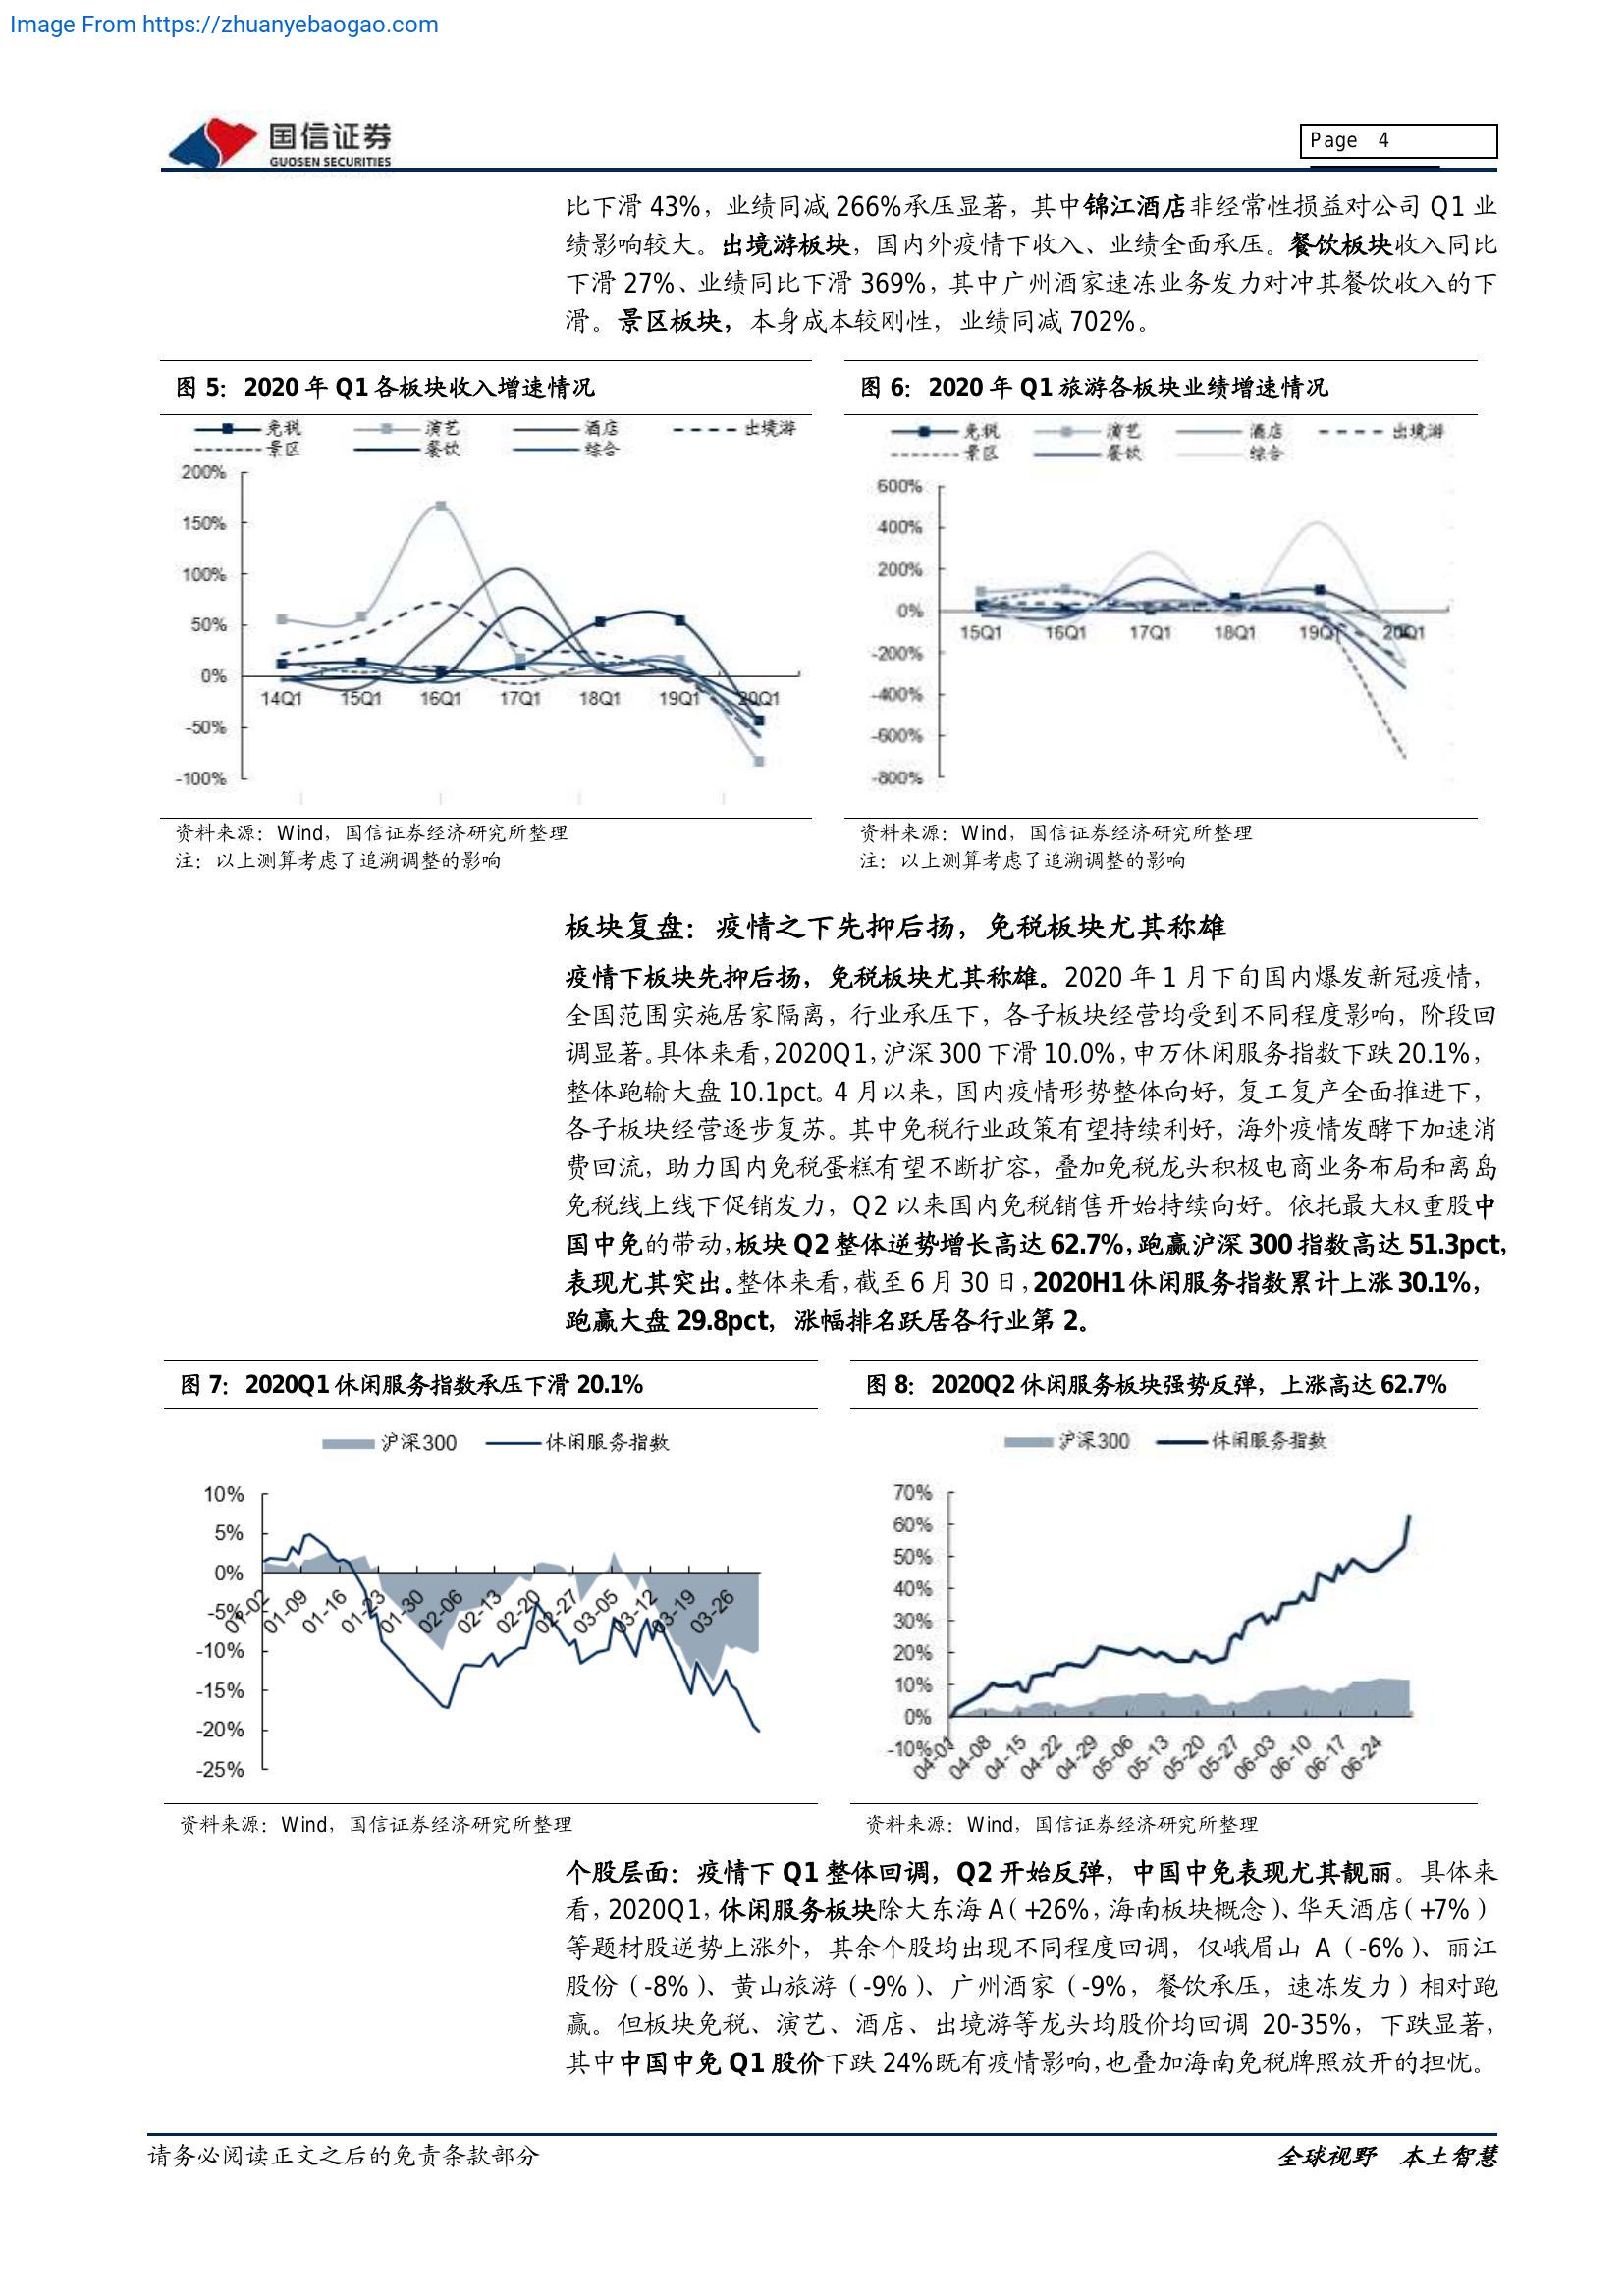 Image From https://zhuanyebaogao.com
国信证券
GUOSEN SECURITIES
Page 4
比下滑 43%，业绩同减 266%承压显著，其中锦江酒店非经常性损益对公司 Q1 业
绩影响较大。出境游板块，国内外疫情下收入、业绩全面承压。餐饮板块收入同比
下滑 27%、业绩同比下滑 369%，其中广州酒家速冻业务发力对冲其餐饮收入的下
滑。景区板块，本身成本较刚性，业绩同减 702%。
图 5：2020 年 Q1 各板块收入增速情况
免税 演艺 酒店 出境游
景区 餐饮 综合
200%
150%
100%
50%
0%
-50%
-100%
14Q1 15Q1 16Q1 17Q1 18Q1 19Q1 20Q1
资料来源：Wind，国信证券经济研究所整理
注：以上测算考虑了追溯调整的影响
图 6：2020 年 Q1 旅游各板块业绩增速情况
免税 演艺 酒店 出境游
景区 餐饮 综合
600%
400%
200%
0%
-200%
-400%
-600%
-800%
15Q1 16Q1 17Q1 18Q1 19Q1 20Q1
资料来源：Wind，国信证券经济研究所整理
注：以上测算考虑了追溯调整的影响
板块复盘：疫情之下先抑后扬，免税板块尤其称雄
疫情下板块先抑后扬，免税板块尤其称雄。2020 年 1 月下旬国内爆发新冠疫情，
全国范围实施居家隔离，行业承压下，各子板块经营均受到不同程度影响，阶段回
调显著。具体来看，2020Q1，沪深 300 下滑 10.0%，申万休闲服务指数下跌 20.1%，
整体跑输大盘 10.1pct。4 月以来，国内疫情形势整体向好，复工复产全面推进下，
各子板块经营逐步复苏。其中免税行业政策有望持续利好，海外疫情发酵下加速消
费回流，助力国内免税蛋糕有望不断扩容，叠加免税龙头积极电商业务布局和离岛
免税线上线下促销发力，Q2 以来国内免税销售开始持续向好。依托最大权重股中
国中免的带动，板块 Q2 整体逆势增长高达 62.7%，跑赢沪深 300 指数高达 51.3pct，
表现尤其突出。整体来看，截至 6 月 30 日，2020H1 休闲服务指数累计上涨 30.1%，
跑赢大盘 29.8pct，涨幅排名跃居各行业第 2。
图 7：2020Q1 休闲服务指数承压下滑 20.1%
沪深300 休闲服务指数
10%
5%
0%
-5%
-10%
-15%
-20%
-25%
01-02 01-09 01-16 01-23 01-30 02-06 02-13 02-20 02-27 03-05 03-12 03-19 03-26
资料来源：Wind，国信证券经济研究所整理
图 8：2020Q2 休闲服务板块强势反弹，上涨高达 62.7%
沪深300 休闲服务指数
70%
60%
50%
40%
30%
20%
10%
0%
-10%
04-01 04-08 04-15 04-22 04-29 05-06 05-13 05-20 05-27 06-03 06-10 06-17 06-24
资料来源：Wind，国信证券经济研究所整理
个股层面：疫情下 Q1 整体回调，Q2 开始反弹，中国中免表现尤其靓丽。具体来
看，2020Q1，休闲服务板块除大东海 A（+26%，海南板块概念）、华天酒店（+7%）
等题材股逆势上涨外，其余个股均出现不同程度回调，仅峨眉山 A（-6%）、丽江
股份（-8%）、黄山旅游（-9%）、广州酒家（-9%，餐饮承压，速冻发力）相对跑
赢。但板块免税、演艺、酒店、出境游等龙头均股价均回调 20-35%，下跌显著，
其中中国中免 Q1 股价下跌 24%既有疫情影响，也叠加海南免税牌照放开的担忧。
请务必阅读正文之后的免责条款部分
全球视野 本土智慧